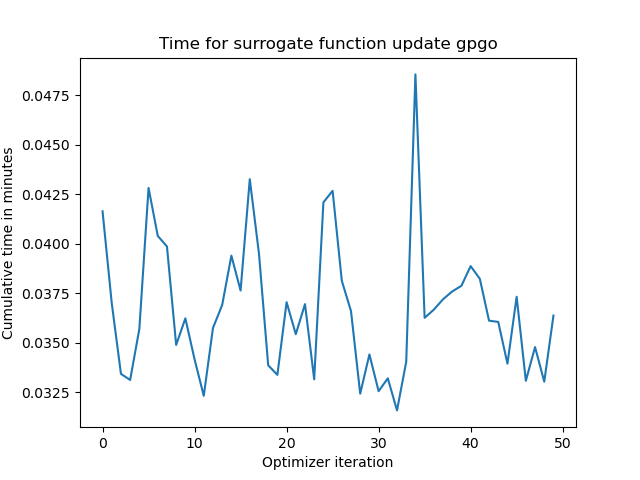 Time for surrogate function update gpgo
Cumulative time in minutes
0.0475
0.0450
0.0425
0.0400
0.0375
0.0350
0.0325
0 10 20 30 40 50
Optimizer iteration